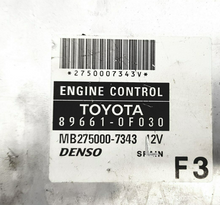 *2750007343V*
ENGINE CONTROL
TOYOTA
89661-0F030
MB275000-7343 12V
DENSO SPAIN
F3